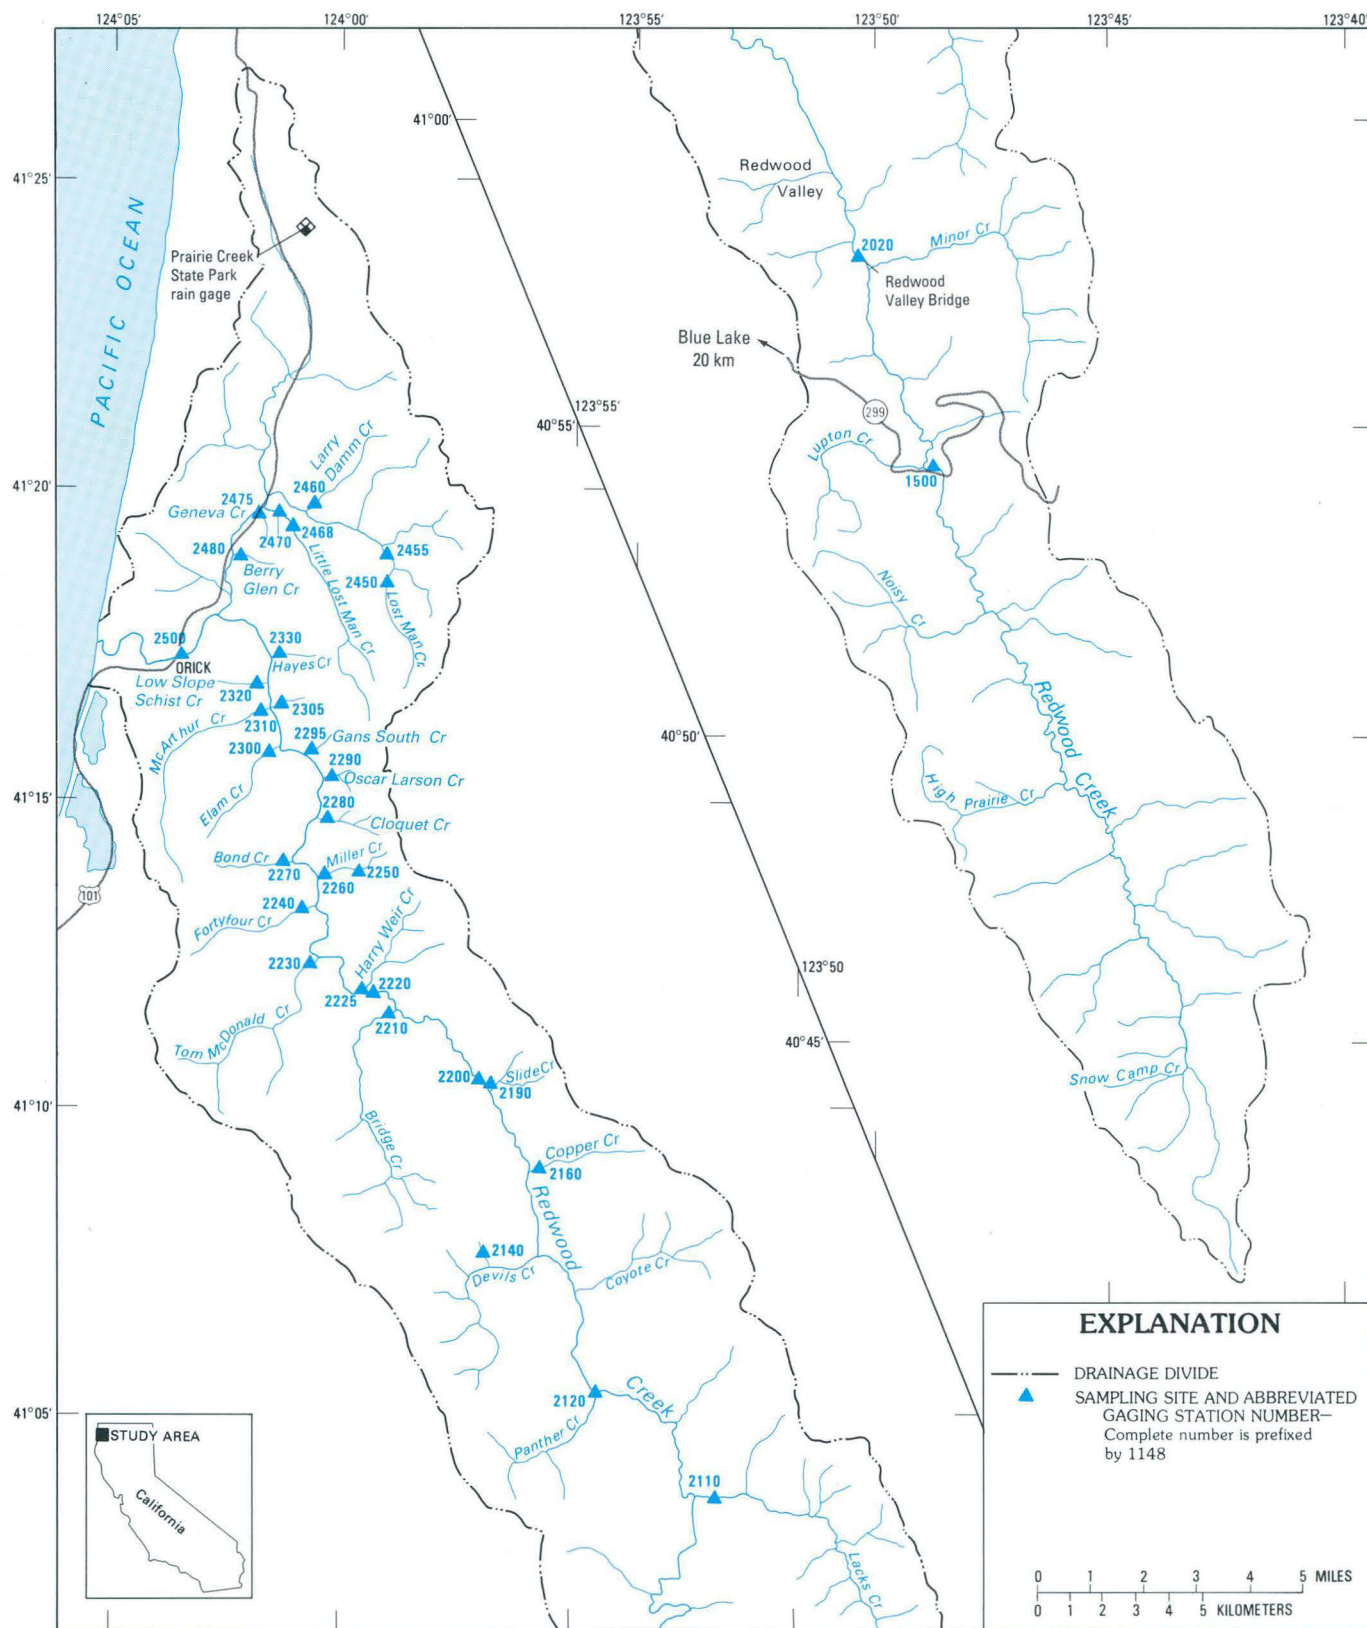 124°05'
124°00'
123°55'
123°50'
123°45'
123°40'
41°00'
41°25'
PACIFIC OCEAN
Prairie Creek
State Park
rain gage
Redwood
Valley
2020
Minor Cr
Redwood
Valley Bridge
Blue Lake
20 km
299
Lupton Cr
1500
123°55'
40°55'
41°20'
Larry
Damm Cr
2460
2475
Geneva Cr
2470
2468
2480
Berry
Glen Cr
Little Lost Man Cr
2455
2450
Lost Man Cr
Noisy Cr
2500
ORICK
2330
Hayes Cr
Low Slope
Schist Cr
2320
2305
2310
McArthur Cr
2295
Gans South Cr
2300
2290
Oscar Larson Cr
Elam Cr
2280
Cloquet Cr
40°50'
Redwood Creek
High Prairie Cr
41°15'
Bond Cr
2270
Miller Cr
2260
2250
101
2240
Fortyfour Cr
Harry Weir Cr
2230
2225
2220
2210
Tom McDonald Cr
123°50
40°45'
Snow Camp Cr
2200
Slide Cr
2190
41°10'
Bridge Cr
Copper Cr
2160
Redwood
2140
Devils Cr
Coyote Cr
2120
Creek
41°05'
Panther Cr
2110
Lacks Cr
STUDY AREA
California
EXPLANATION
DRAINAGE DIVIDE
SAMPLING SITE AND ABBREVIATED
GAGING STATION NUMBER—
Complete number is prefixed
by 1148
0 1 2 3 4 5 MILES
0 1 2 3 4 5 KILOMETERS